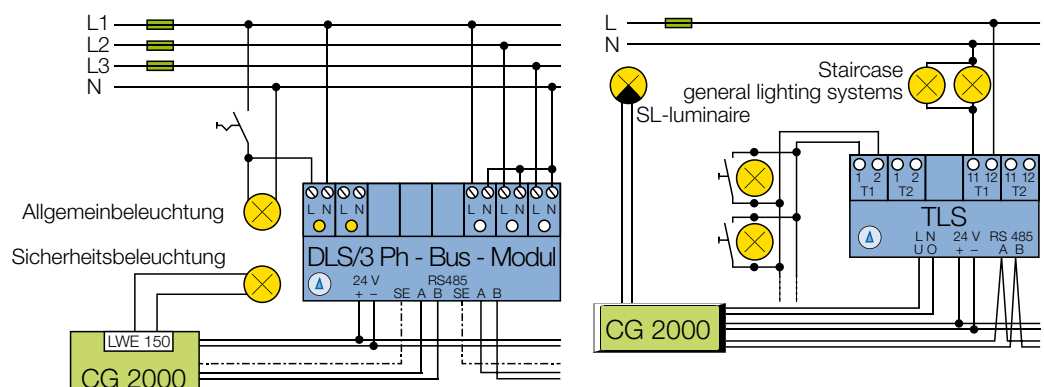 L1
L2
L3
N
Allgemeinbeleuchtung
Sicherheitsbeleuchtung
L N L N L N L N L N
DLS/3 Ph - Bus - Modul
24 V RS485
+ – SE A B SE A B
LWE 150
CG 2000
L
N
Staircase
general lighting systems
SL-luminaire
1 2 1 2 11 12 11 12
T1 T2 T1 T2
TLS
L N 24 V RS 485
U O + – A B
CG 2000